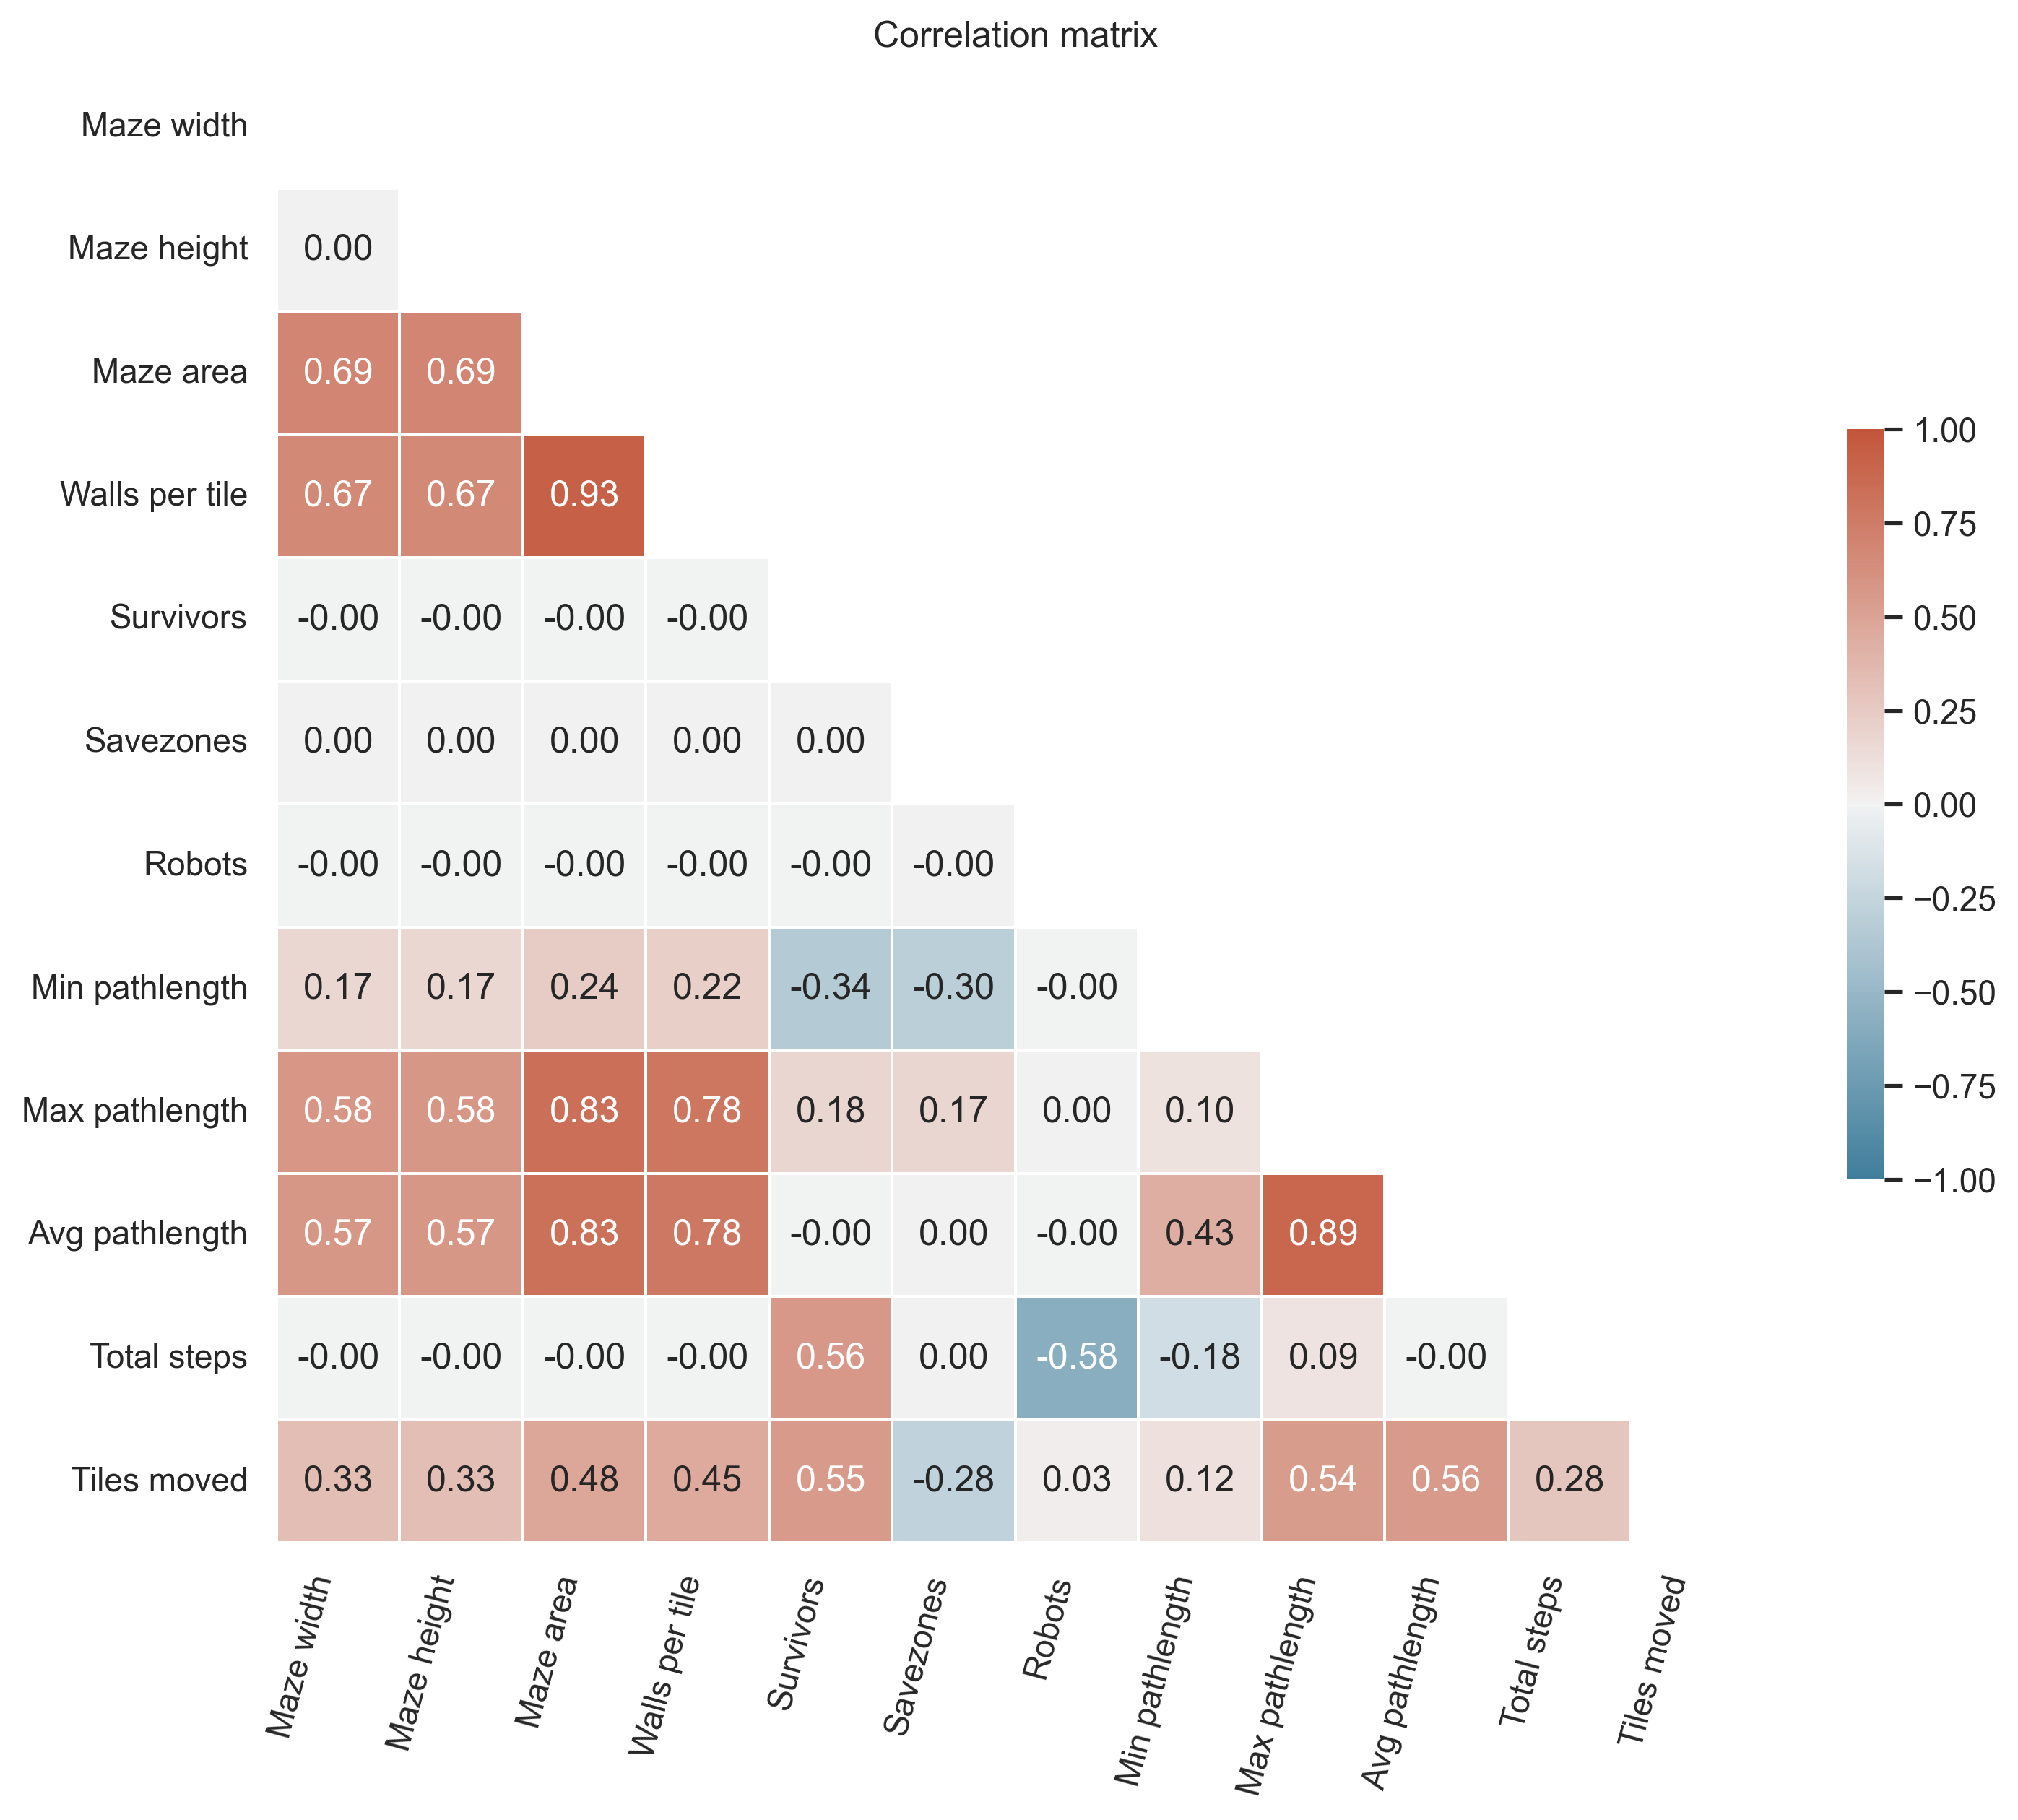 Correlation matrix
Maze width
Maze height 0.00
Maze area 0.69 0.69
Walls per tile 0.67 0.67 0.93
Survivors -0.00 -0.00 -0.00 -0.00
Savezones 0.00 0.00 0.00 0.00 0.00
Robots -0.00 -0.00 -0.00 -0.00 -0.00 -0.00
Min pathlength 0.17 0.17 0.24 0.22 -0.34 -0.30 -0.00
Max pathlength 0.58 0.58 0.83 0.78 0.18 0.17 0.00 0.10
Avg pathlength 0.57 0.57 0.83 0.78 -0.00 0.00 -0.00 0.43 0.89
Total steps -0.00 -0.00 -0.00 -0.00 0.56 0.00 -0.58 -0.18 0.09 -0.00
Tiles moved 0.33 0.33 0.48 0.45 0.55 -0.28 0.03 0.12 0.54 0.56 0.28
Maze width
Maze height
Maze area
Walls per tile
Survivors
Savezones
Robots
Min pathlength
Max pathlength
Avg pathlength
Total steps
Tiles moved
1.00
0.75
0.50
0.25
0.00
−0.25
−0.50
−0.75
−1.00